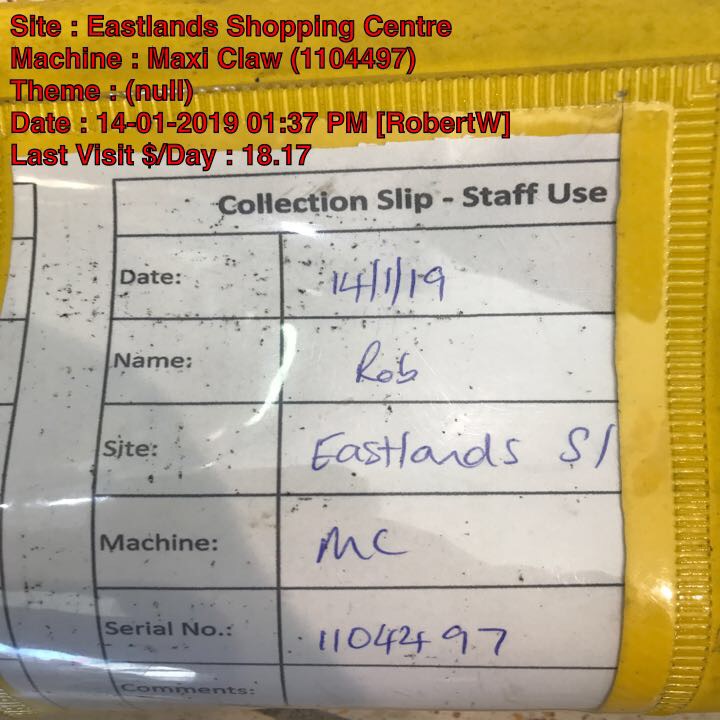 Site : Eastlands Shopping Centre
Machine : Maxi Claw (1104497)
Theme : (null)
Date : 14-01-2019 01:37 PM [RobertW]
Last Visit $/Day : 18.17
Collection Slip - Staff Use
Date: 14/1/19
Name: Rob
Site: Eastlands S/
Machine: MC
Serial No.: 1104497
Comments: